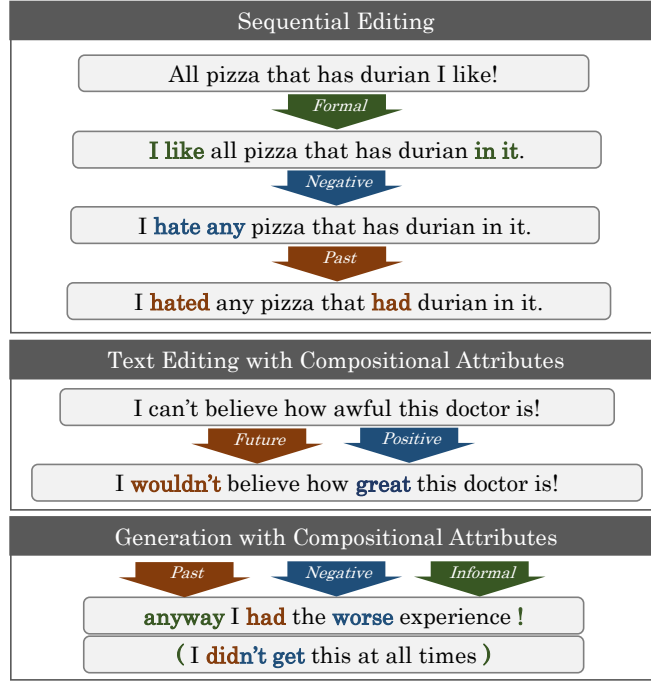 Sequential Editing
All pizza that has durian I like!
Formal
I like all pizza that has durian in it.
Negative
I hate any pizza that has durian in it.
Past
I hated any pizza that had durian in it.
Text Editing with Compositional Attributes
I can't believe how awful this doctor is!
Future Positive
I wouldn't believe how great this doctor is!
Generation with Compositional Attributes
Past Negative Informal
anyway I had the worse experience !
( I didn't get this at all times )